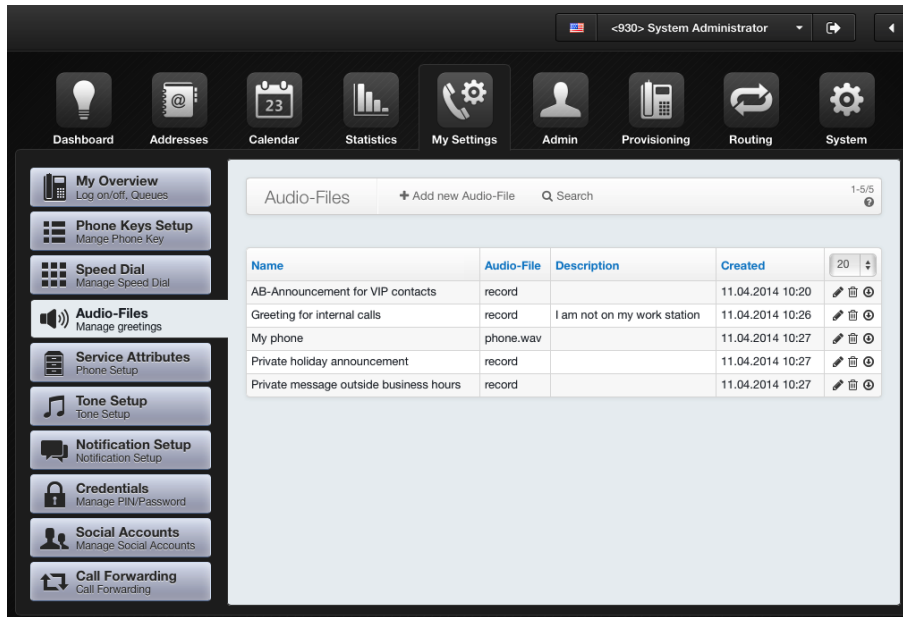 <930> System Administrator
23
Dashboard Addresses Calendar Statistics My Settings Admin Provisioning Routing System
My Overview
Log on/off, Queues
Phone Keys Setup
Mange Phone Key
Speed Dial
Manage Speed Dial
Audio-Files
Manage greetings
Service Attributes
Phone Setup
Tone Setup
Tone Setup
Notification Setup
Notification Setup
Credentials
Manage PIN/Password
Social Accounts
Manage Social Accounts
Call Forwarding
Call Forwarding
Audio-Files + Add new Audio-File Search 1-5/5
Name Audio-File Description Created 20
AB-Announcement for VIP contacts record 11.04.2014 10:20
Greeting for internal calls record I am not on my work station 11.04.2014 10:26
My phone phone.wav 11.04.2014 10:27
Private holiday announcement record 11.04.2014 10:27
Private message outside business hours record 11.04.2014 10:27